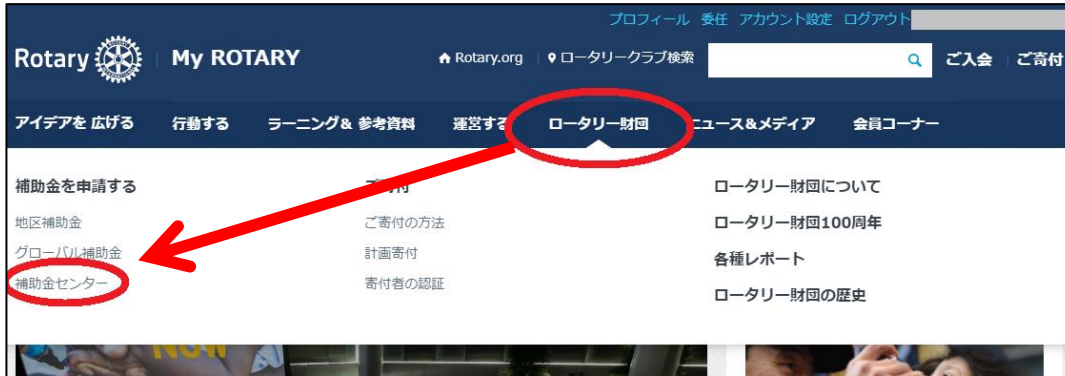 プロフィール 委任 アカウント設定 ログアウト
Rotary My ROTARY Rotary.org ロータリークラブ検索 ご入会 ご寄付
アイデアを 広げる 行動する ラーニング& 参考資料 運営する ロータリー財団 ニュース&メディア 会員コーナー
補助金を申請する
地区補助金
グローバル補助金
補助金センター
ご寄付
ご寄付の方法
計画寄付
寄付者の認証
ロータリー財団について
ロータリー財団100周年
各種レポート
ロータリー財団の歴史
NOW